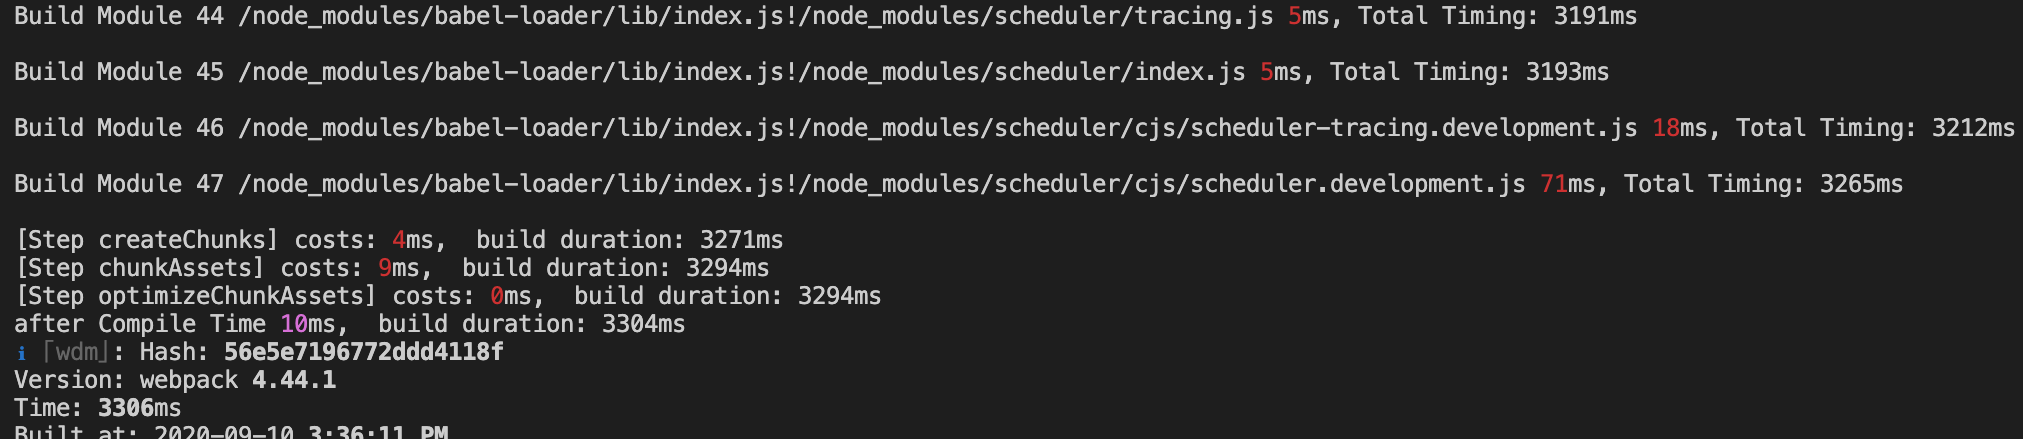 Build Module 44 /node_modules/babel-loader/lib/index.js!/node_modules/scheduler/tracing.js 5ms, Total Timing: 3191ms
Build Module 45 /node_modules/babel-loader/lib/index.js!/node_modules/scheduler/index.js 5ms, Total Timing: 3193ms
Build Module 46 /node_modules/babel-loader/lib/index.js!/node_modules/scheduler/cjs/scheduler-tracing.development.js 18ms, Total Timing: 3212ms
Build Module 47 /node_modules/babel-loader/lib/index.js!/node_modules/scheduler/cjs/scheduler.development.js 71ms, Total Timing: 3265ms
[Step createChunks] costs: 4ms,  build duration: 3271ms
[Step chunkAssets] costs: 9ms,  build duration: 3294ms
[Step optimizeChunkAssets] costs: 0ms,  build duration: 3294ms
after Compile Time 10ms,  build duration: 3304ms
ℹ ⌈wdm⌋: Hash: 56e5e7196772ddd4118f
Version: webpack 4.44.1
Time: 3306ms
Built at: 2020-09-10 3:36:11 PM